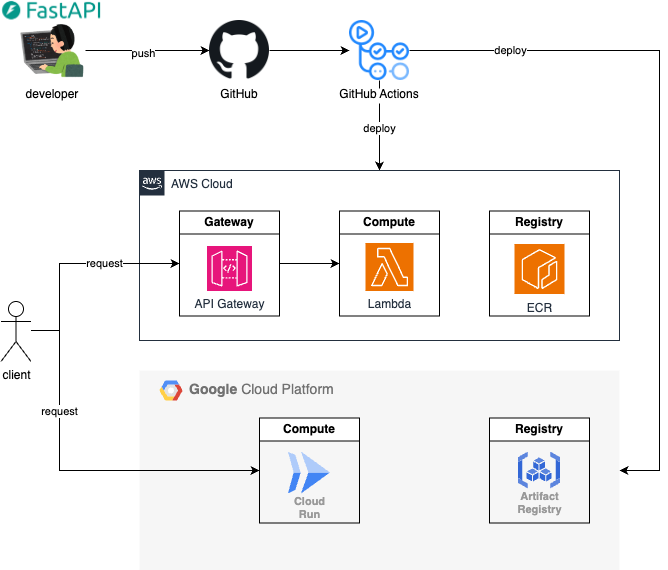 FastAPI
push
deploy
developer
GitHub
GitHub Actions
deploy
aws
AWS Cloud
Gateway
Compute
Registry
request
API Gateway
Lambda
ECR
client
Google Cloud Platform
request
Compute
Registry
Cloud
Run
Artifact
Registry